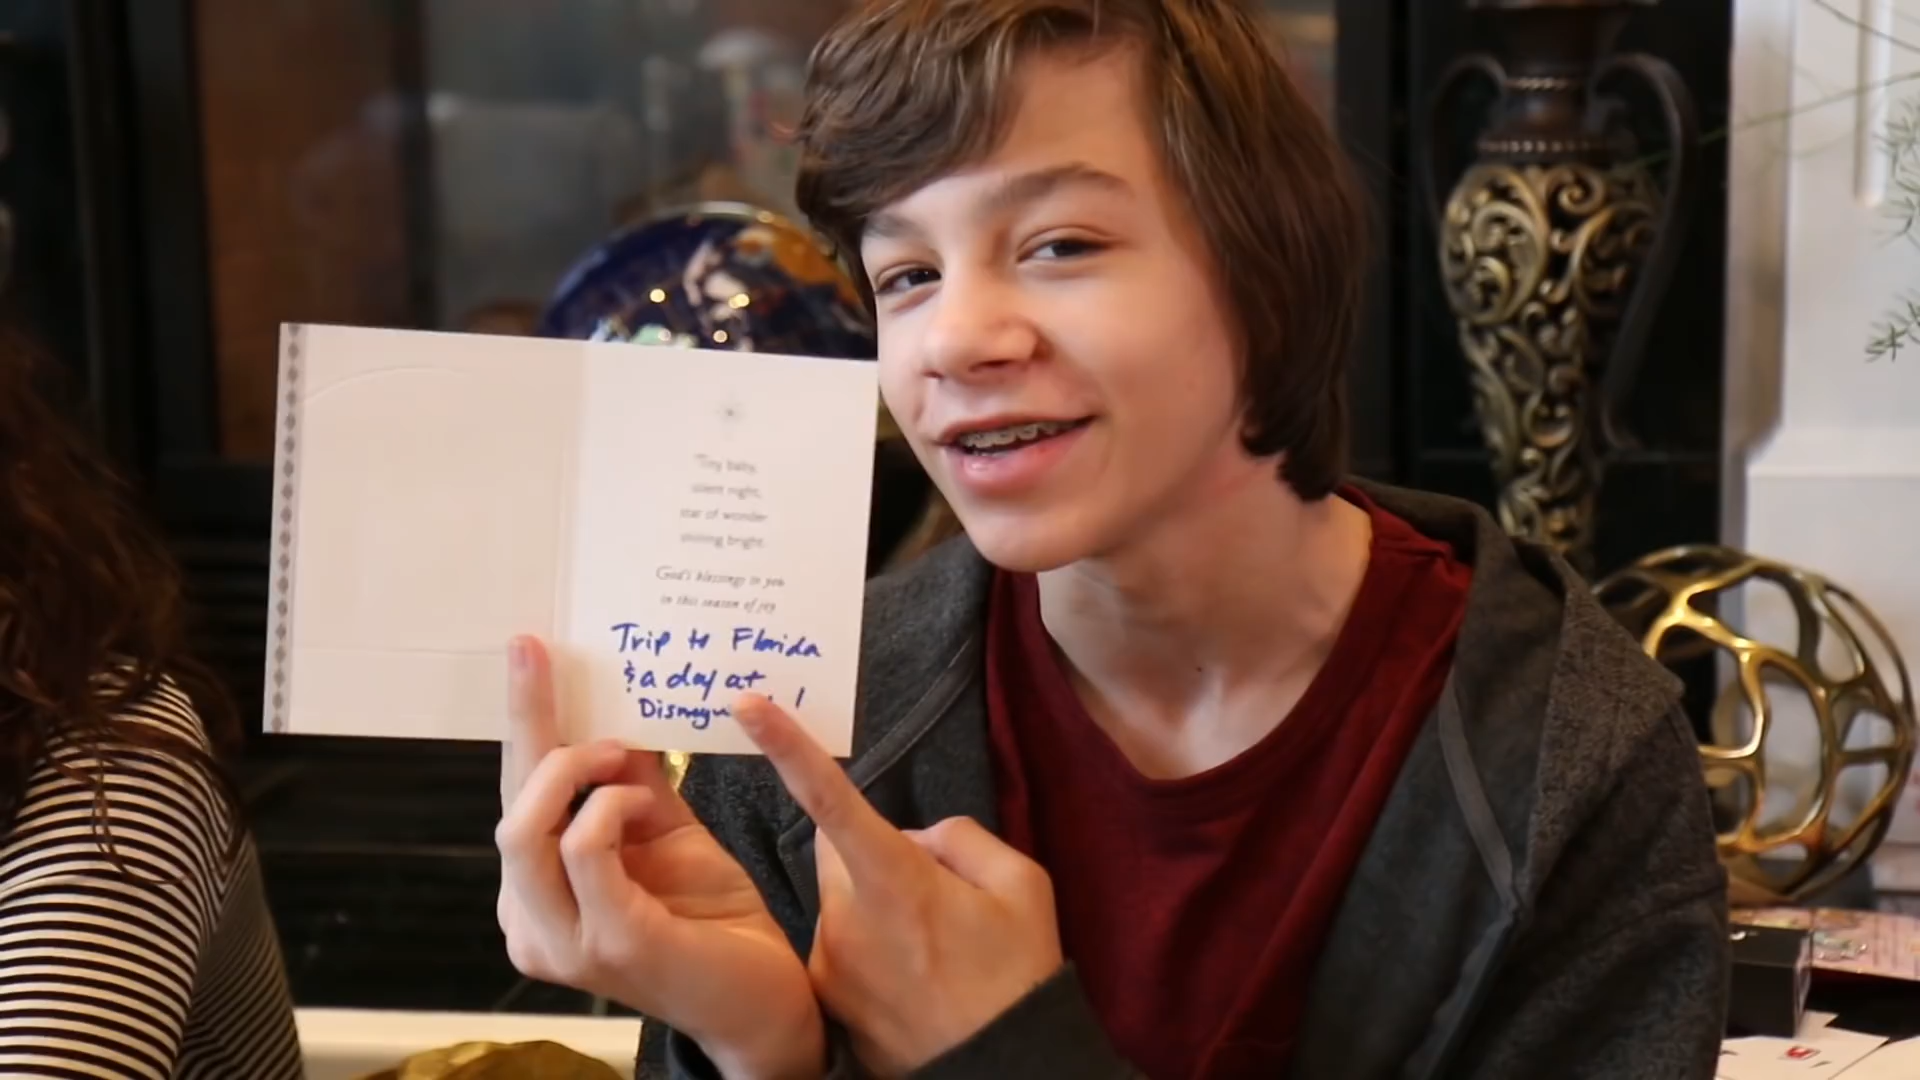 Tiny baby,
silent night,
star of wonder
shining bright.
God's blessings to you
in this season of joy
Trip to Florida
& a day at
!